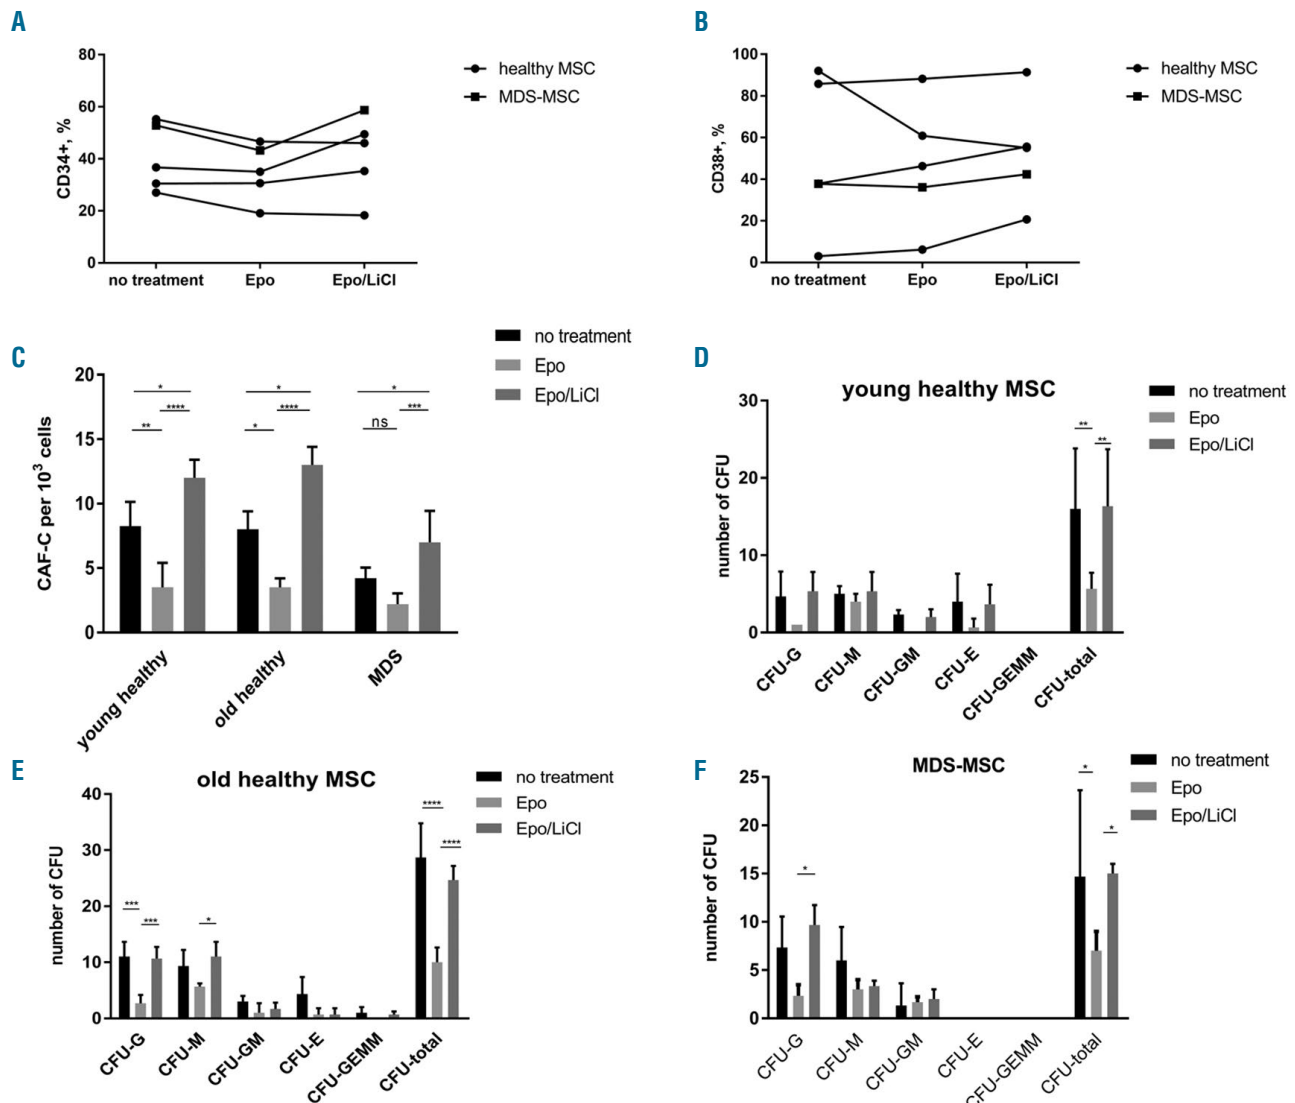 A
80
60
40
20
0
CD34+, %
no treatment
Epo
Epo/LiCl
healthy MSC
MDS-MSC
B
100
80
60
40
20
0
CD38+, %
no treatment
Epo
Epo/LiCl
healthy MSC
MDS-MSC
C
no treatment
Epo
Epo/LiCl
20
15
10
5
0
CAF-C per 10³ cells
*
****
**
*
****
*
*
***
ns
young healthy
old healthy
MDS
D
young healthy MSC
no treatment
Epo
Epo/LiCl
30
20
10
0
number of CFU
**
**
CFU-G
CFU-M
CFU-GM
CFU-E
CFU-GEMM
CFU-total
E
old healthy MSC
no treatment
Epo
Epo/LiCl
40
30
20
10
0
number of CFU
***
***
*
****
****
CFU-G
CFU-M
CFU-GM
CFU-E
CFU-GEMM
CFU-total
F
MDS-MSC
no treatment
Epo
Epo/LiCl
25
20
15
10
5
0
number of CFU
*
*
*
CFU-G
CFU-M
CFU-GM
CFU-E
CFU-GEMM
CFU-total